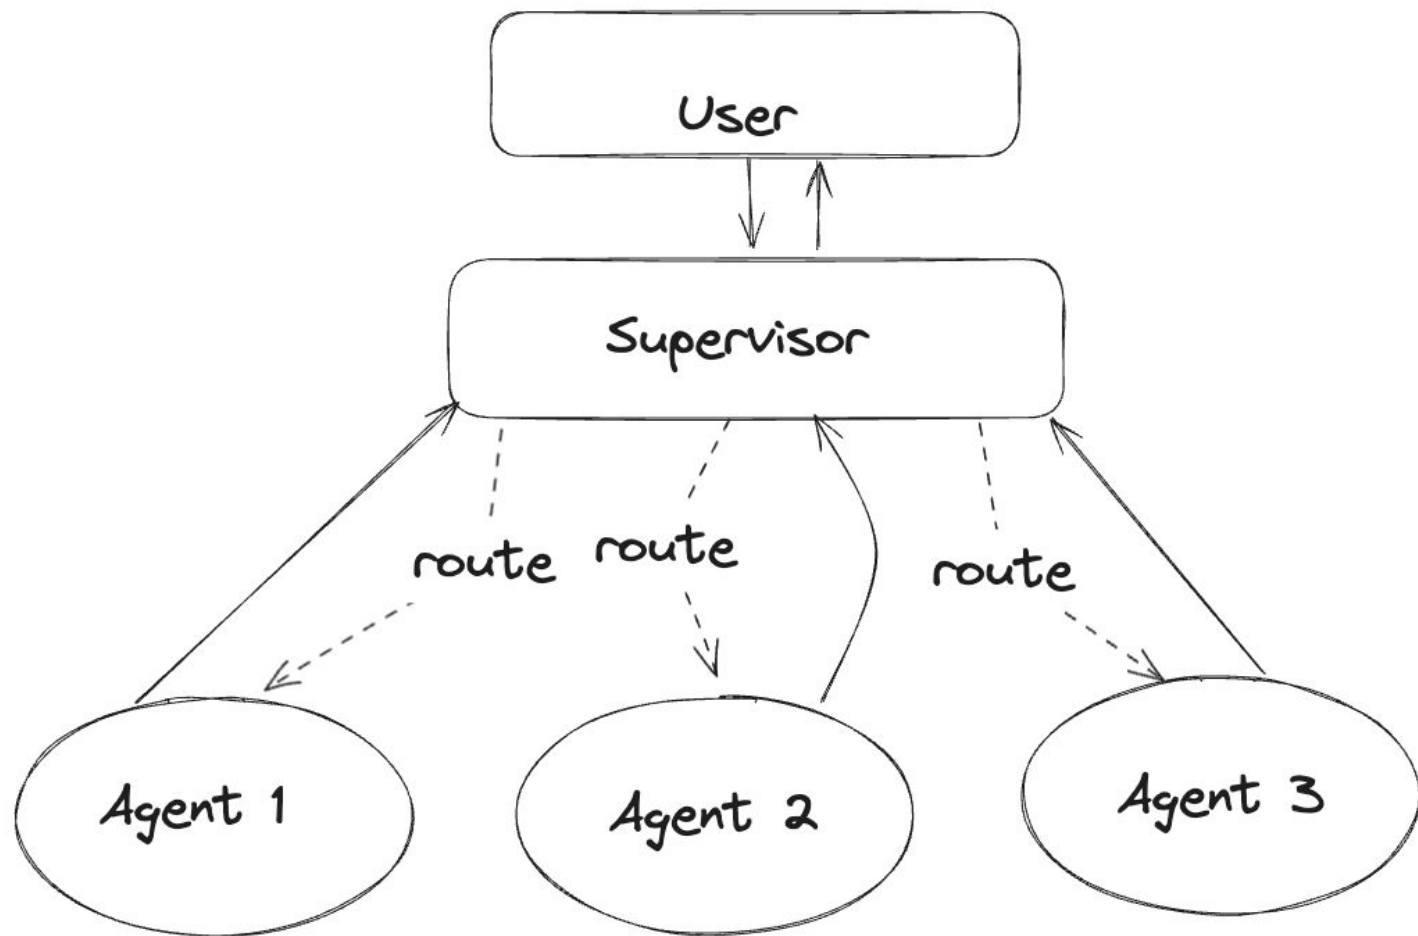 User
Supervisor
route
route
route
Agent 1
Agent 2
Agent 3